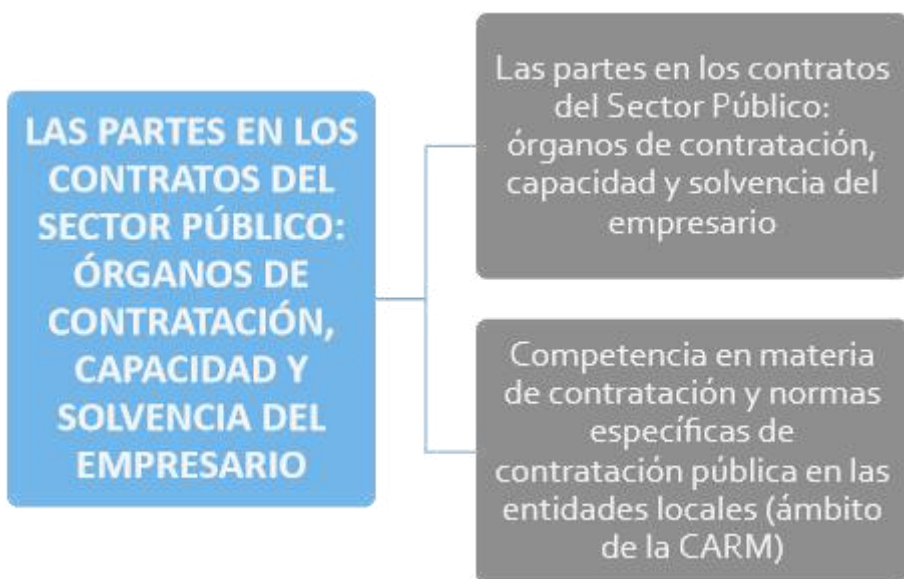 LAS PARTES EN LOS
CONTRATOS DEL
SECTOR PÚBLICO:
ÓRGANOS DE
CONTRATACIÓN,
CAPACIDAD Y
SOLVENCIA DEL
EMPRESARIO
Las partes en los contratos
del Sector Público:
órganos de contratación,
capacidad y solvencia del
empresario
Competencia en materia
de contratación y normas
específicas de
contratación pública en las
entidades locales (ámbito
de la CARM)